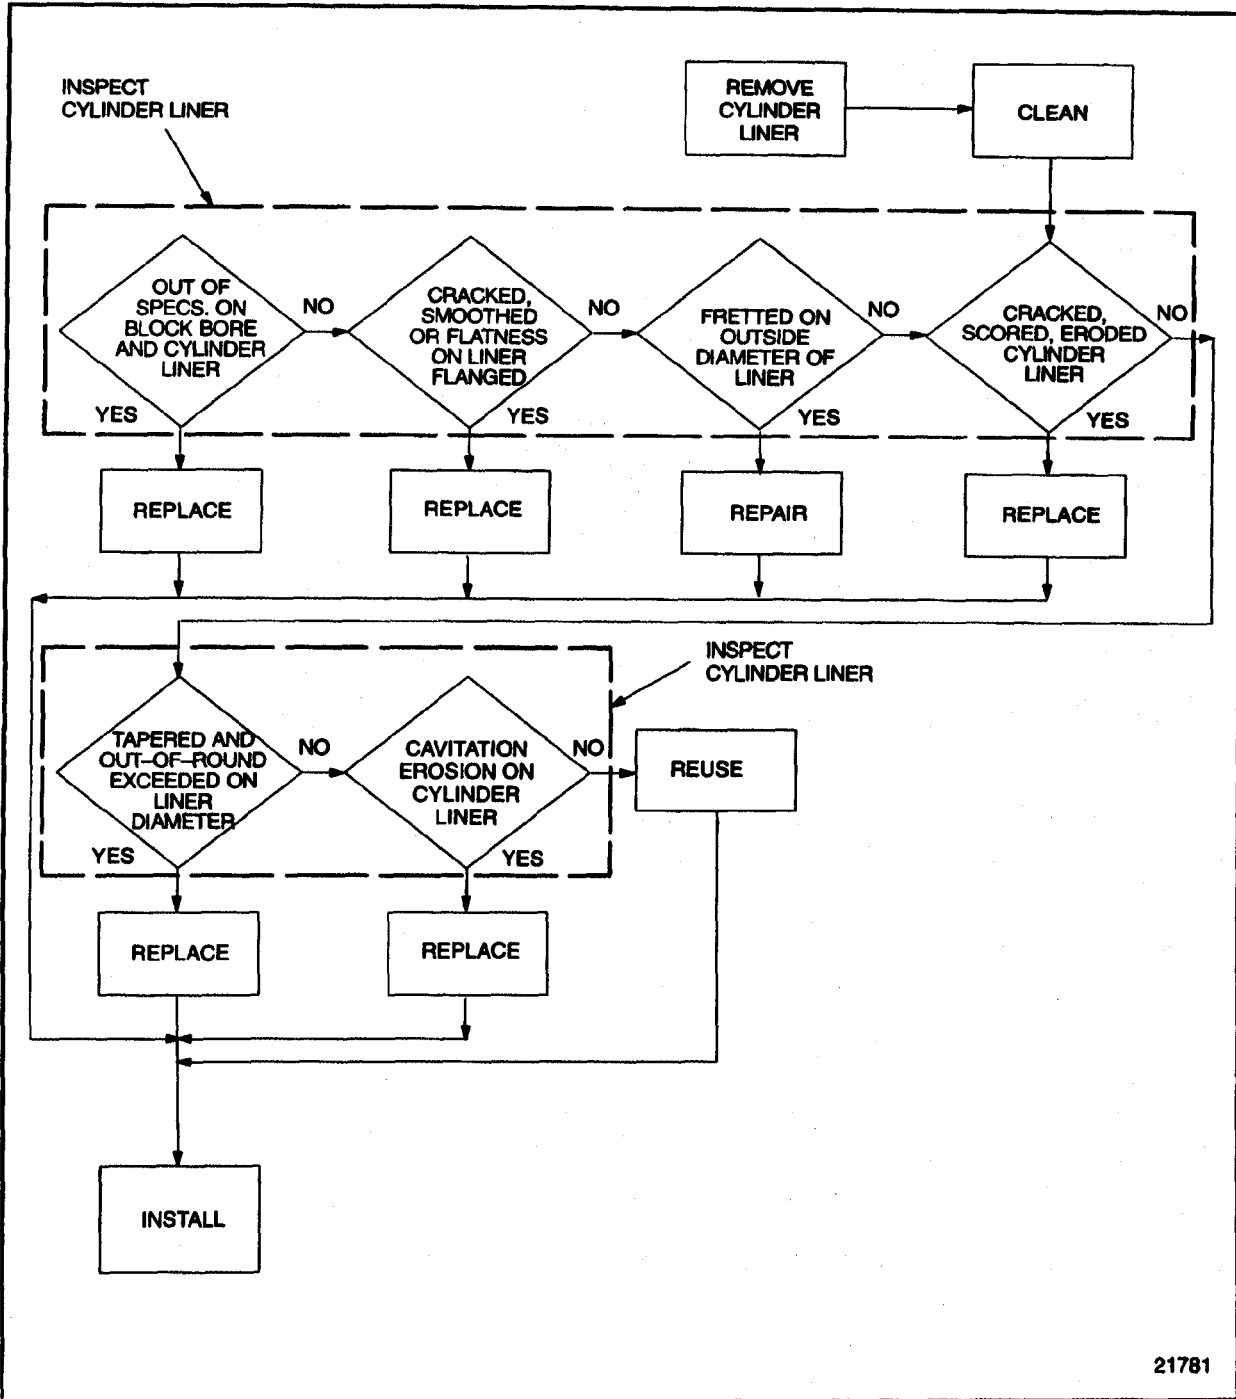 INSPECT
CYLINDER LINER
REMOVE
CYLINDER
LINER
CLEAN
OUT OF
SPECS. ON
BLOCK BORE
AND CYLINDER
LINER
NO
YES
CRACKED,
SMOOTHED
OR FLATNESS
ON LINER
FLANGED
NO
YES
FRETTED ON
OUTSIDE
DIAMETER OF
LINER
NO
YES
CRACKED,
SCORED, ERODED
CYLINDER
LINER
NO
YES
REPLACE
REPLACE
REPAIR
REPLACE
INSPECT
CYLINDER LINER
TAPERED AND
OUT–OF–ROUND
EXCEEDED ON
LINER
DIAMETER
NO
YES
CAVITATION
EROSION ON
CYLINDER
LINER
NO
YES
REUSE
REPLACE
REPLACE
INSTALL
21781